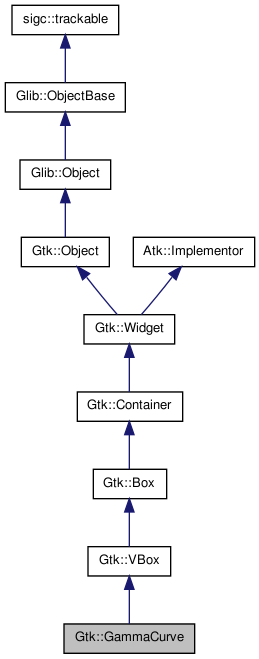 sigc::trackable
Glib::ObjectBase
Glib::Object
Gtk::Object
Atk::Implementor
Gtk::Widget
Gtk::Container
Gtk::Box
Gtk::VBox
Gtk::GammaCurve